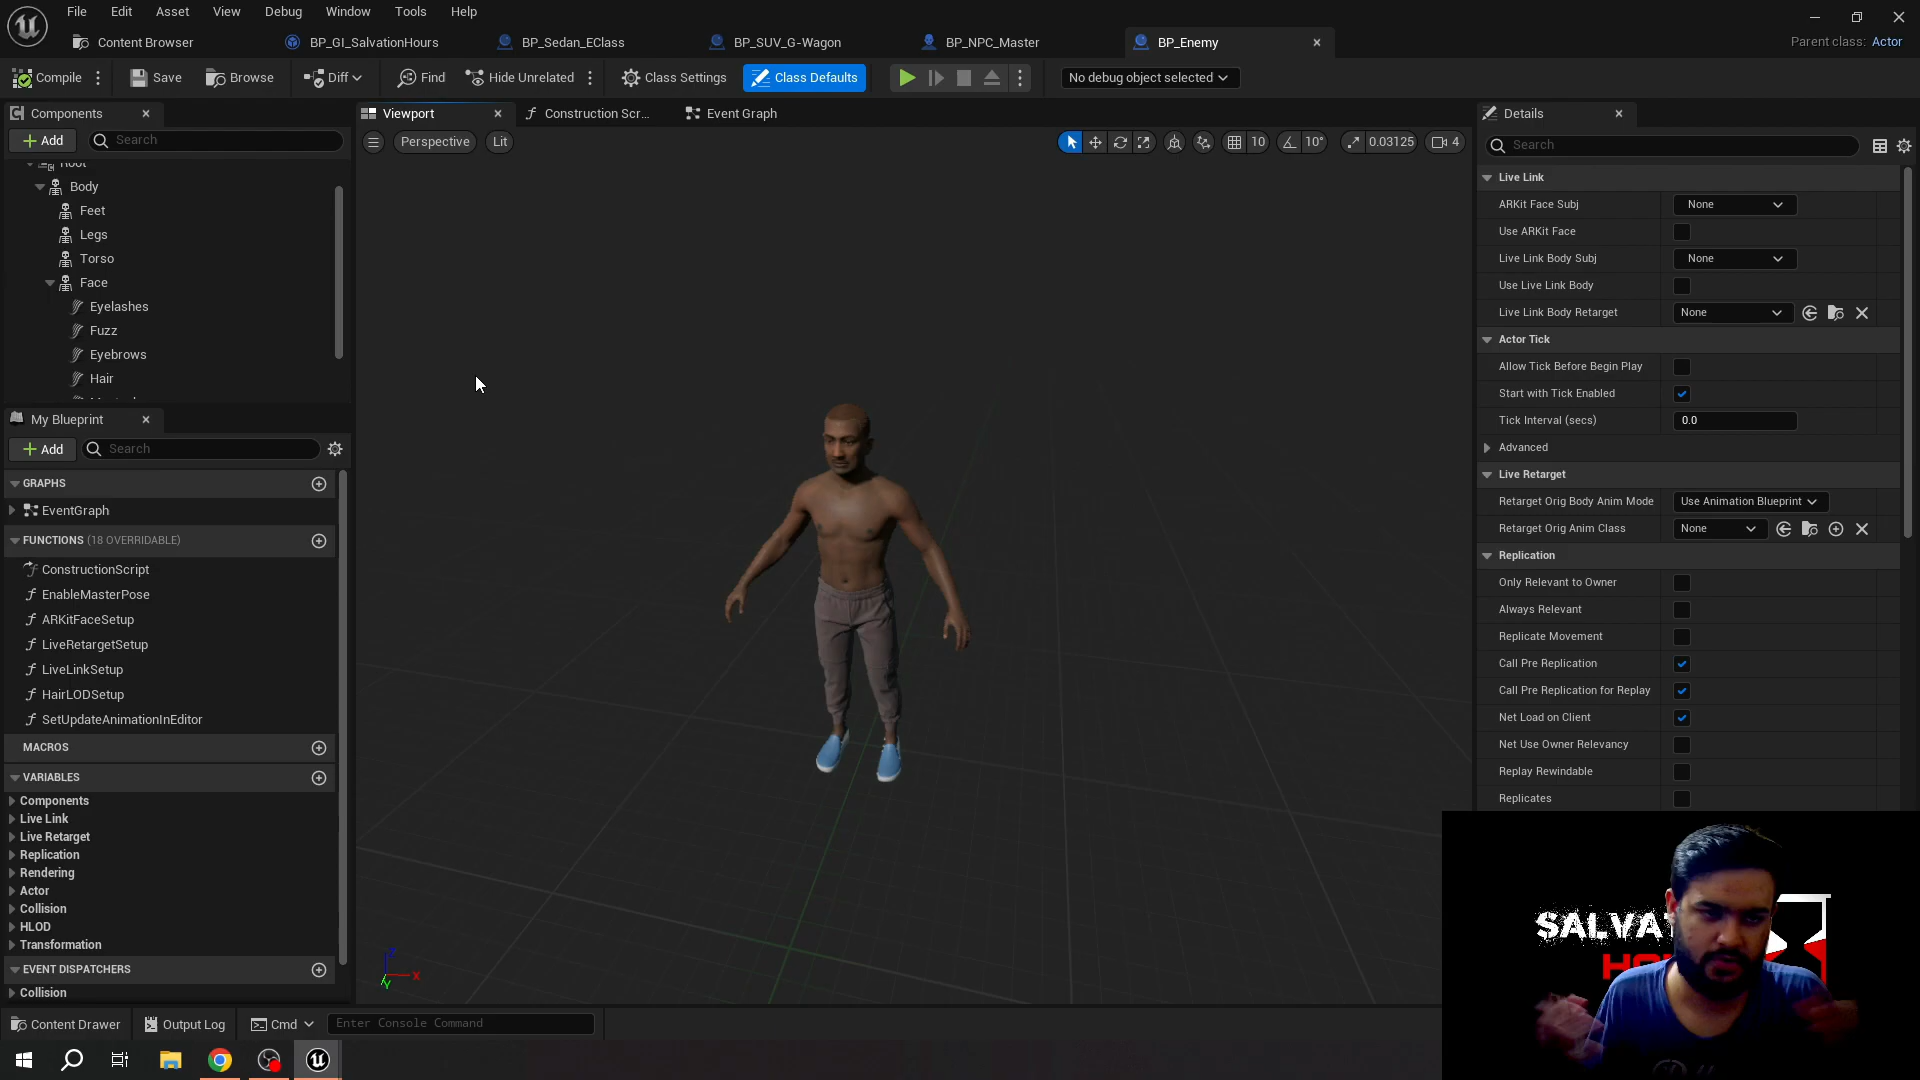 File Edit Asset View Debug Window Tools Help
Content Browser BP_GI_SalvationHours BP_Sedan_EClass BP_SUV_G-Wagon BP_NPC_Master BP_Enemy
Parent class: Actor
Compile Save Browse Diff Find Hide Unrelated Class Settings Class Defaults No debug object selected
Components
Add Search
Root
Body
Feet
Legs
Torso
Face
Eyelashes
Fuzz
Eyebrows
Hair
My Blueprint
Add Search
GRAPHS
EventGraph
FUNCTIONS (18 OVERRIDABLE)
ConstructionScript
EnableMasterPose
ARKitFaceSetup
LiveRetargetSetup
LiveLinkSetup
HairLODSetup
SetUpdateAnimationInEditor
MACROS
VARIABLES
Components
Live Link
Live Retarget
Replication
Rendering
Actor
Collision
HLOD
Transformation
EVENT DISPATCHERS
Collision
Viewport Construction Scr... Event Graph
Perspective Lit 10 10° 0.03125 4
Z
X
Y
Details
Search
Live Link
ARKit Face Subj None
Use ARKit Face
Live Link Body Subj None
Use Live Link Body
Live Link Body Retarget None
Actor Tick
Allow Tick Before Begin Play
Start with Tick Enabled
Tick Interval (secs) 0.0
Advanced
Live Retarget
Retarget Orig Body Anim Mode Use Animation Blueprint
Retarget Orig Anim Class None
Replication
Only Relevant to Owner
Always Relevant
Replicate Movement
Call Pre Replication
Call Pre Replication for Replay
Net Load on Client
Net Use Owner Relevancy
Replay Rewindable
Replicates
SALVA
HO
Content Drawer Output Log Cmd Enter Console Command